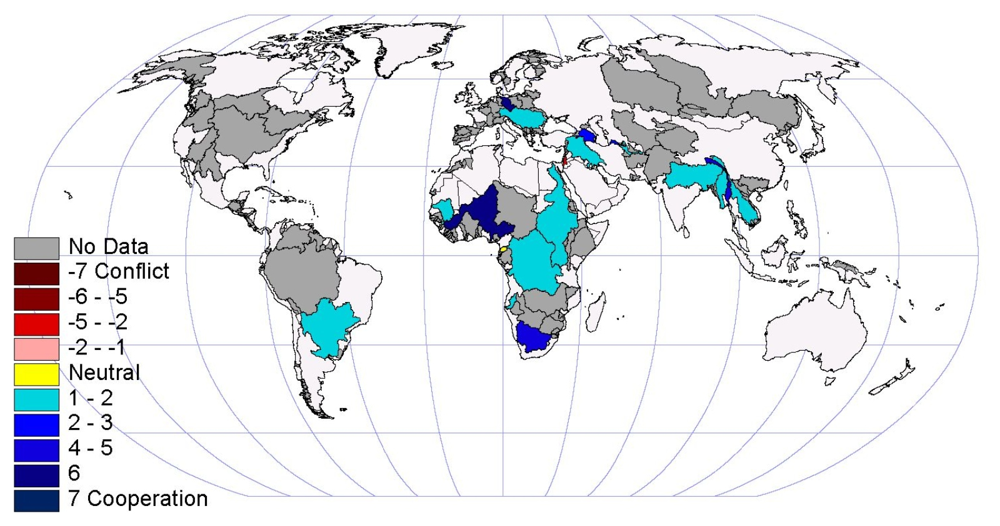 No Data
-7 Conflict
-6 - -5
-5 - -2
-2 - -1
Neutral
1 - 2
2 - 3
4 - 5
6
7 Cooperation